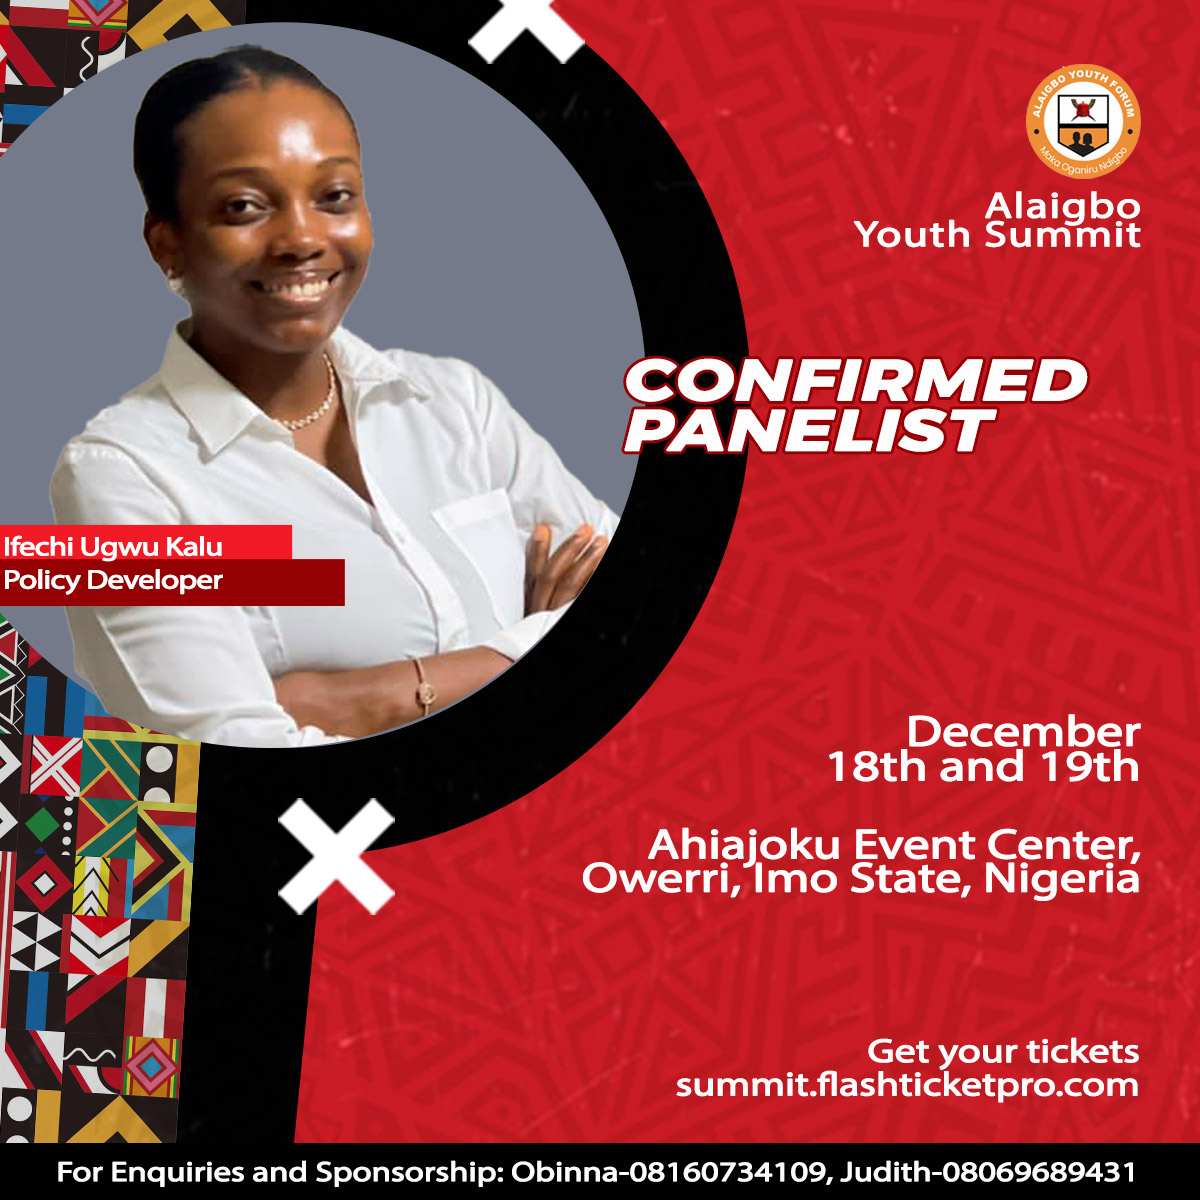 ALAIGBO YOUTH FORUM
Maka Oganiru Ndigbo
Alaigbo
Youth Summit
CONFIRMED
PANELIST
Ifechi Ugwu Kalu
Policy Developer
December
18th and 19th
Ahiajoku Event Center,
Owerri, Imo State, Nigeria
Get your tickets
summit.flashticketpro.com
For Enquiries and Sponsorship: Obinna-08160734109, Judith-08069689431